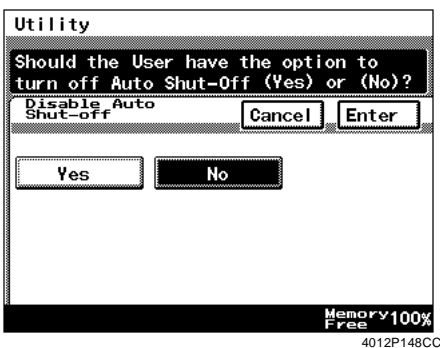 Utility
Should the User have the option to
turn off Auto Shut-Off (Yes) or (No)?
Disable Auto
Shut-off
Cancel Enter
Yes No
Memory
Free 100%
4012P148CC